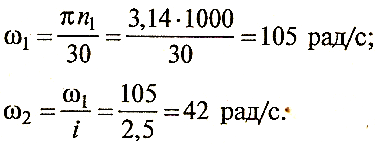 ω₁ = πn₁/30 = 3,14·1000/30 = 105 рад/с;
ω₂ = ω₁/i = 105/2,5 = 42 рад/с.